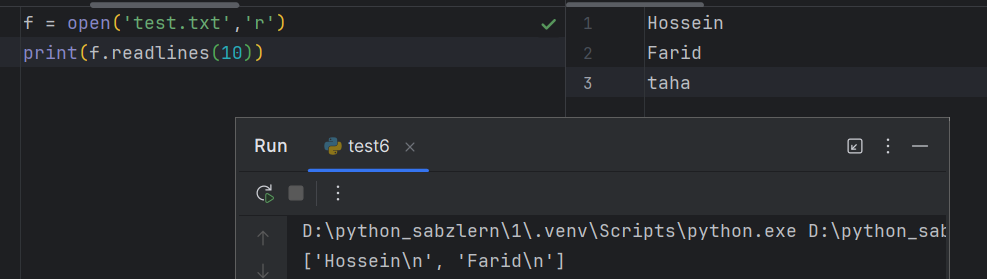 f = open('test.txt','r')
print(f.readlines(10))
1 Hossein
2 Farid
3 taha
Run test6
D:\python_sabzlern\1\.venv\Scripts\python.exe D:\python_sab
['Hossein\n', 'Farid\n']